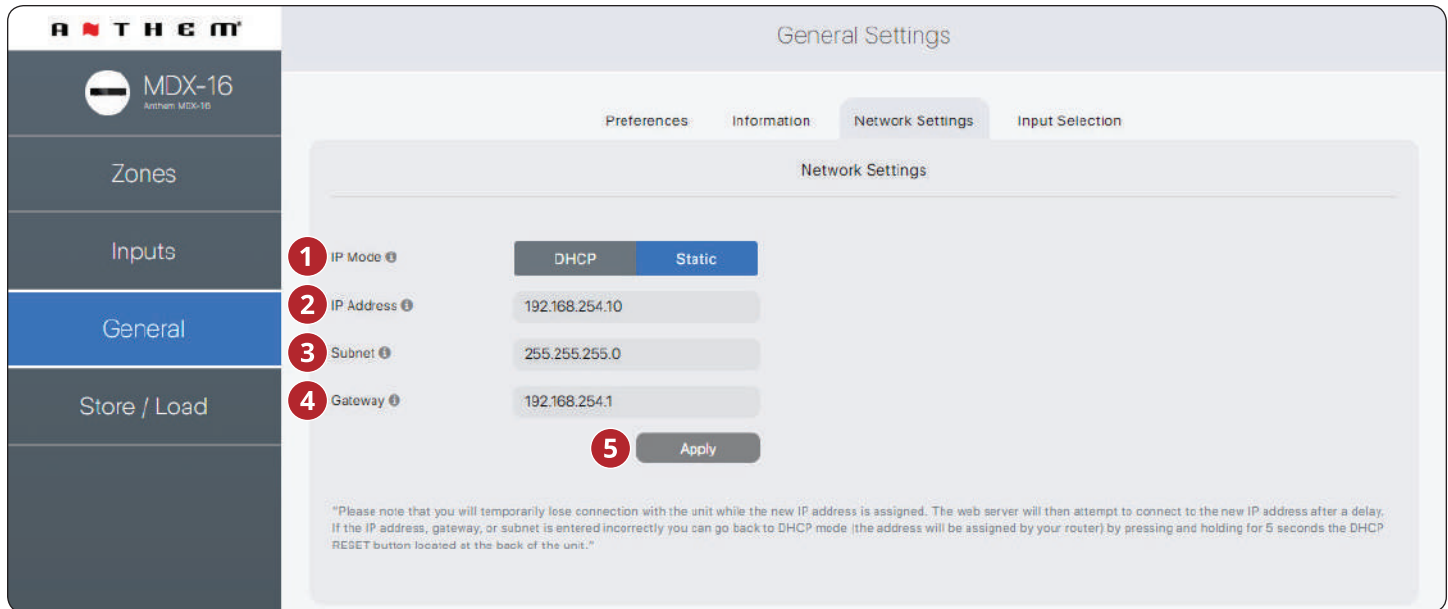 ANTHEM
General Settings
MDX-16
Anthem MDX-16
Preferences Information Network Settings Input Selection
Zones
Network Settings
Inputs
1 IP Mode DHCP Static
2 IP Address 192.168.254.10
General
3 Subnet 255.255.255.0
4 Gateway 192.168.254.1
Store / Load
5 Apply
"Please note that you will temporarily lose connection with the unit while the new IP address is assigned. The web server will then attempt to connect to the new IP address after a delay.
If the IP address, gateway, or subnet is entered incorrectly you can go back to DHCP mode (the address will be assigned by your router) by pressing and holding for 5 seconds the DHCP
RESET button located at the back of the unit."